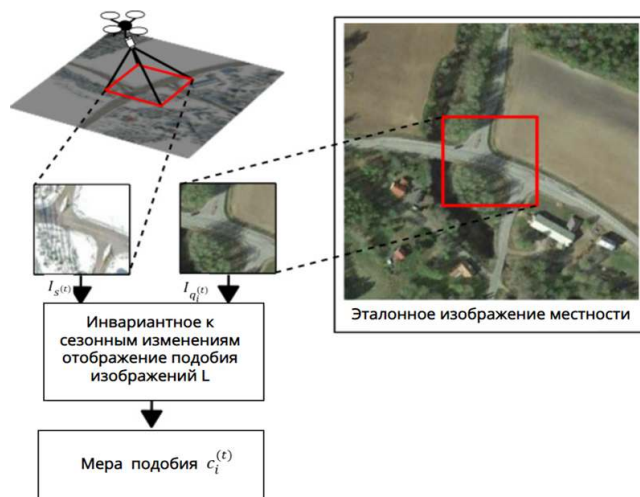 Эталонное изображение местности
I_{s^{(t)}} I_{q_i^{(t)}}
Инвариантное к
сезонным изменениям
отображение подобия
изображений L
Мера подобия c_i^{(t)}